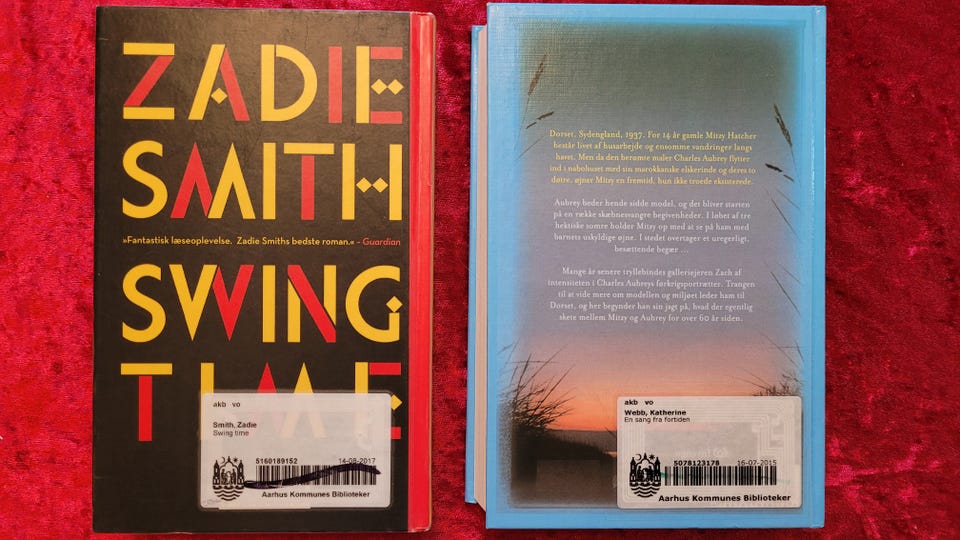 ZADIE
SMITH
»Fantastisk læseoplevelse. Zadie Smiths bedste roman.« - Guardian
SWING
TIME
akb vo
Smith, Zadie
Swing time
5160189152 14-08-2017
Aarhus Kommunes Biblioteker
Dorset, Sydengland, 1937. For 14 år gamle Mitzy Hatcher
består livet af husarbejde og ensomme vandringer langs
havet. Men da den berømte maler Charles Aubrey flytter
ind i nabohuset med sin marokkanske elskerinde og deres to
døtre, øjner Mitzy en fremtid, hun ikke troede eksisterede.
Aubrey beder hende sidde model, og det bliver starten
på en række skæbnesvangre begivenheder. I løbet af tre
hektiske somre holder Mitzy op med at se på ham med
barnets uskyldige øjne. I stedet overtager et uregerligt,
besættende begær ...
Mange år senere tryllebindes gallerieejeren Zach af
intensiteten i Charles Aubreys førkrigsportrætter. Trangen
til at vide mere om modellen og miljøet leder ham til
Dorset, og her begynder han sin jagt på, hvad der egentlig
skete mellem Mitzy og Aubrey for over 60 år siden.
akb vo
Webb, Katherine
En sang fra fortiden
5078123178 16-07-2015
Aarhus Kommunes Biblioteker